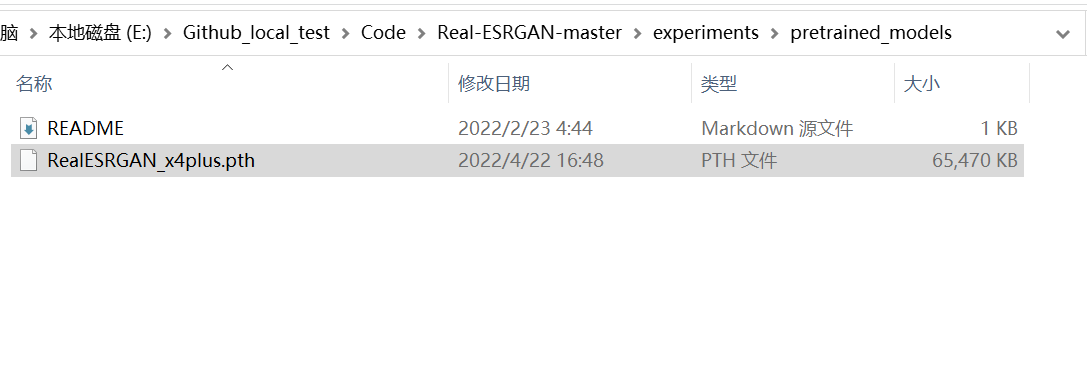 脑 > 本地磁盘 (E:) > Github_local_test > Code > Real-ESRGAN-master > experiments > pretrained_models
名称 修改日期 类型 大小
README 2022/2/23 4:44 Markdown 源文件 1 KB
RealESRGAN_x4plus.pth 2022/4/22 16:48 PTH 文件 65,470 KB